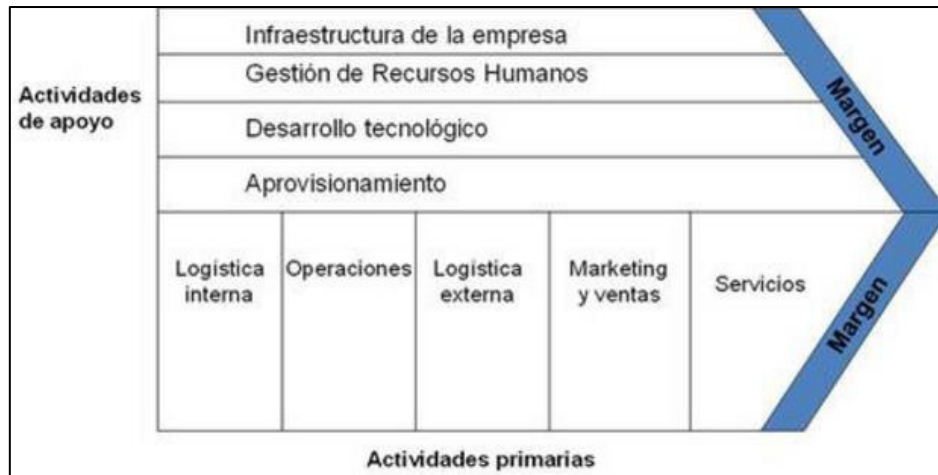 Infraestructura de la empresa
Gestión de Recursos Humanos
Actividades
de apoyo
Desarrollo tecnológico
Aprovisionamiento
Margen
Logística
interna
Operaciones
Logística
externa
Marketing
y ventas
Servicios
Margen
Actividades primarias